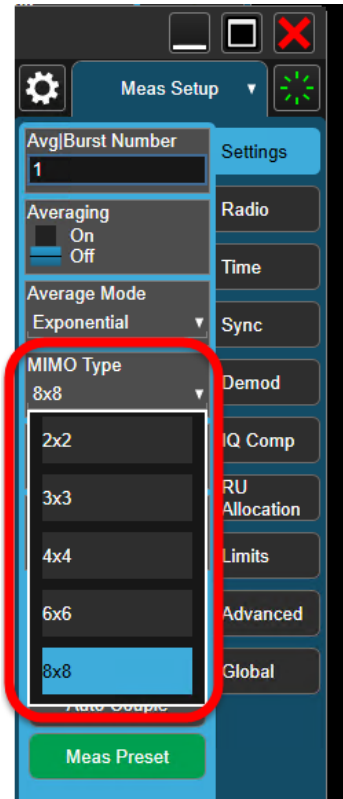 Meas Setup
Avg|Burst Number
1
Averaging
On
Off
Average Mode
Exponential
MIMO Type
8x8
2x2
3x3
4x4
6x6
8x8
Auto Couple
Meas Preset
Settings
Radio
Time
Sync
Demod
IQ Comp
RU
Allocation
Limits
Advanced
Global